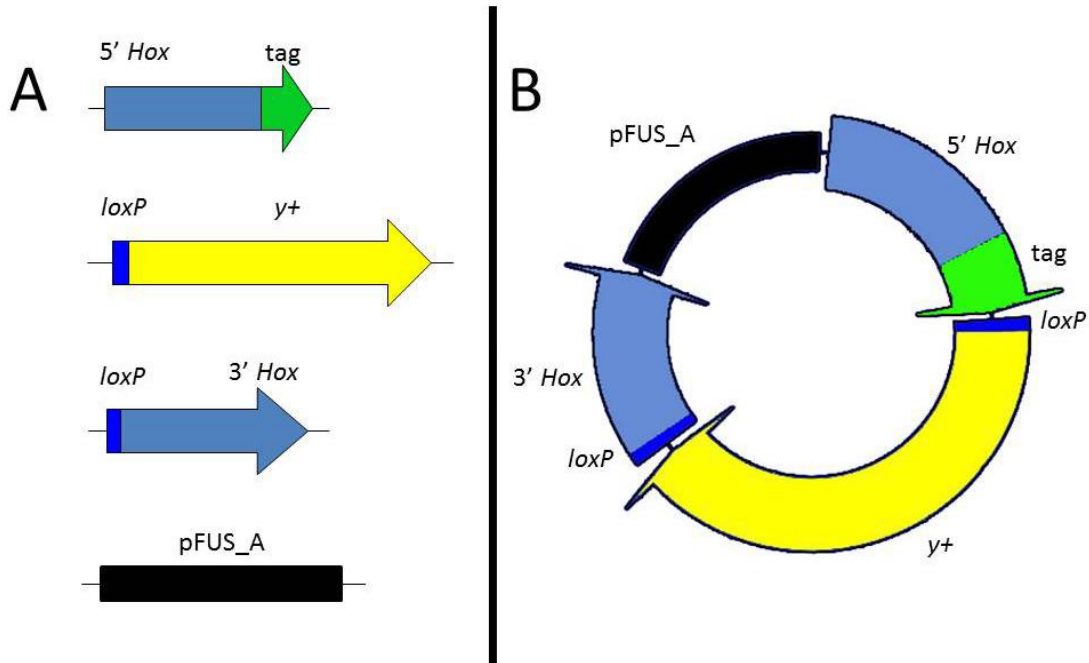 A
5' Hox
tag
loxP
y+
loxP
3' Hox
pFUS_A
B
pFUS_A
5' Hox
tag
loxP
3' Hox
loxP
y+